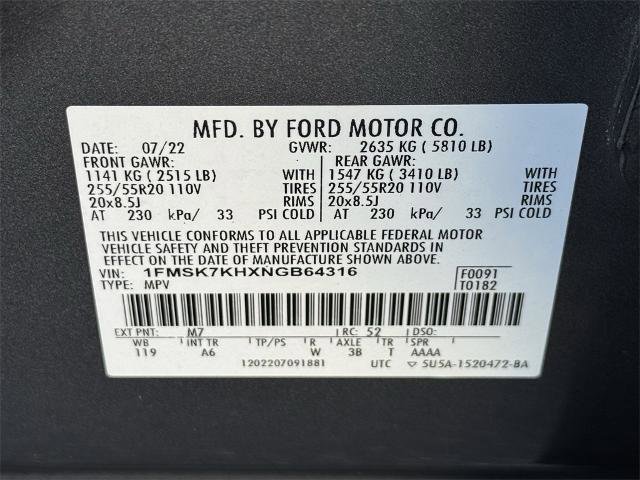 MFD. BY FORD MOTOR CO.
DATE: 07/22 GVWR: 2635 KG ( 5810 LB)
FRONT GAWR: REAR GAWR:
1141 KG ( 2515 LB) WITH 1547 KG ( 3410 LB) WITH
255/55R20 110V TIRES 255/55R20 110V TIRES
20x8.5J RIMS 20x8.5J RIMS
AT 230 kPa/ 33 PSI COLD AT 230 kPa/ 33 PSI COLD
THIS VEHICLE CONFORMS TO ALL APPLICABLE FEDERAL MOTOR
VEHICLE SAFETY AND THEFT PREVENTION STANDARDS IN
EFFECT ON THE DATE OF MANUFACTURE SHOWN ABOVE.
VIN: 1FMSK7KHXNGB64316 F0091
TYPE: MPV T0182
EXT PNT: M7 RC: 52 DSO:
WB INT TR TP/PS R AXLE TR SPR
119 A6 W 3B T AAAA
1202207091881 UTC ▽ 5U5A-1520472-BA